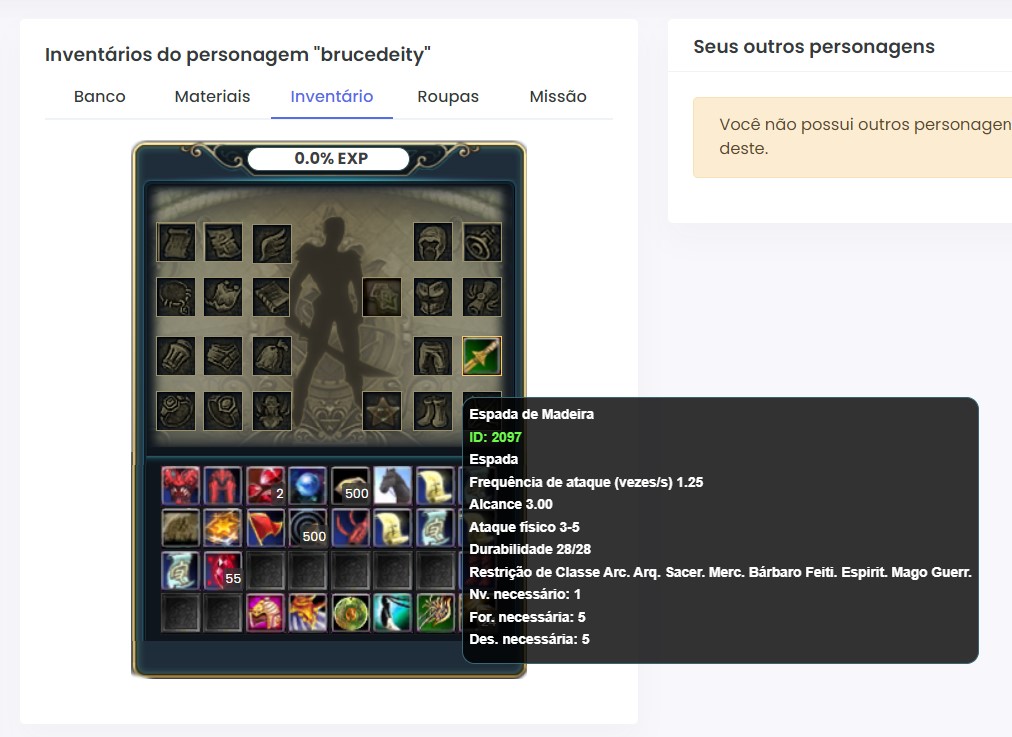 Inventários do personagem "brucedeity"
Banco
Materiais
Inventário
Roupas
Missão
0.0% EXP
2
500
500
55
Espada de Madeira
ID: 2097
Espada
Frequência de ataque (vezes/s) 1.25
Alcance 3.00
Ataque físico 3-5
Durabilidade 28/28
Restrição de Classe Arc. Arq. Sacer. Merc. Bárbaro Feiti. Espirit. Mago Guerr.
Nv. necessário: 1
For. necessária: 5
Des. necessária: 5
Seus outros personagens
Você não possui outros personagen
deste.